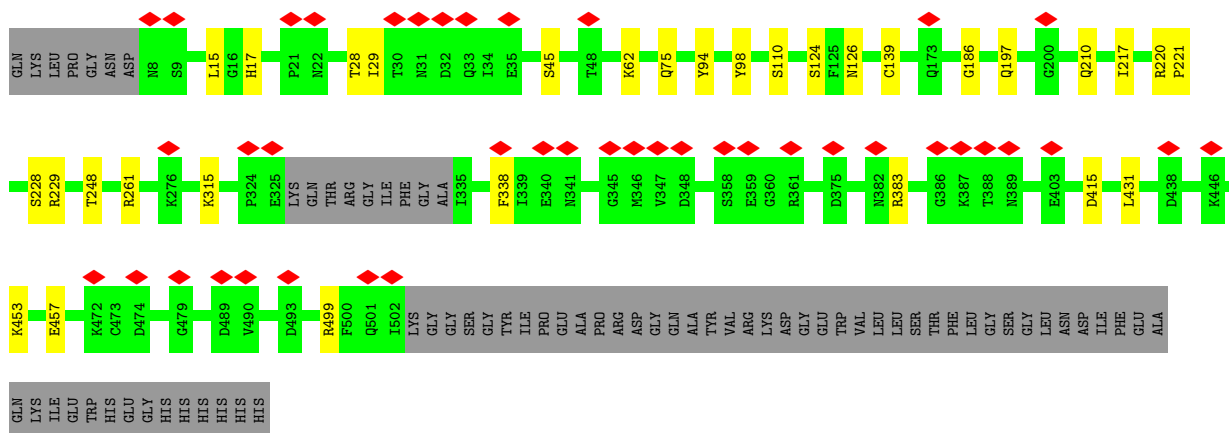 GLN LYS LEU PRO GLY ASN ASP N8 S9 L15 G16 H17 P21 N22 T28 I29 T30 N31 D32 Q33 I34 E35 S45 T48 K62 Q75 Y94 Y98 S110 S124 F125 N126 C139 Q173 G186 Q197 G200 Q210 I217 R220 P221
S228 R229 T248 R261 K276 K315 P324 E325 LYS GLN THR ARG GLY ILE PHE GLY ALA I335 F338 I339 E340 N341 G345 M346 V347 D348 S358 E359 G360 R361 D375 N382 R383 G386 K387 T388 N389 E403 D415 L431 D438 K446
K453 E457 K472 C473 D474 G479 D489 V490 D493 R499 F500 Q501 I502 LYS GLY GLY SER GLY TYR ILE PRO GLU ALA PRO ARG ASP GLY GLN ALA TYR VAL ARG LYS ASP GLY GLU TRP VAL LEU LEU SER THR PHE LEU GLY SER GLY LEU ASN ASP ILE PHE GLU ALA
GLN LYS ILE GLU TRP HIS GLU GLY HIS HIS HIS HIS HIS HIS